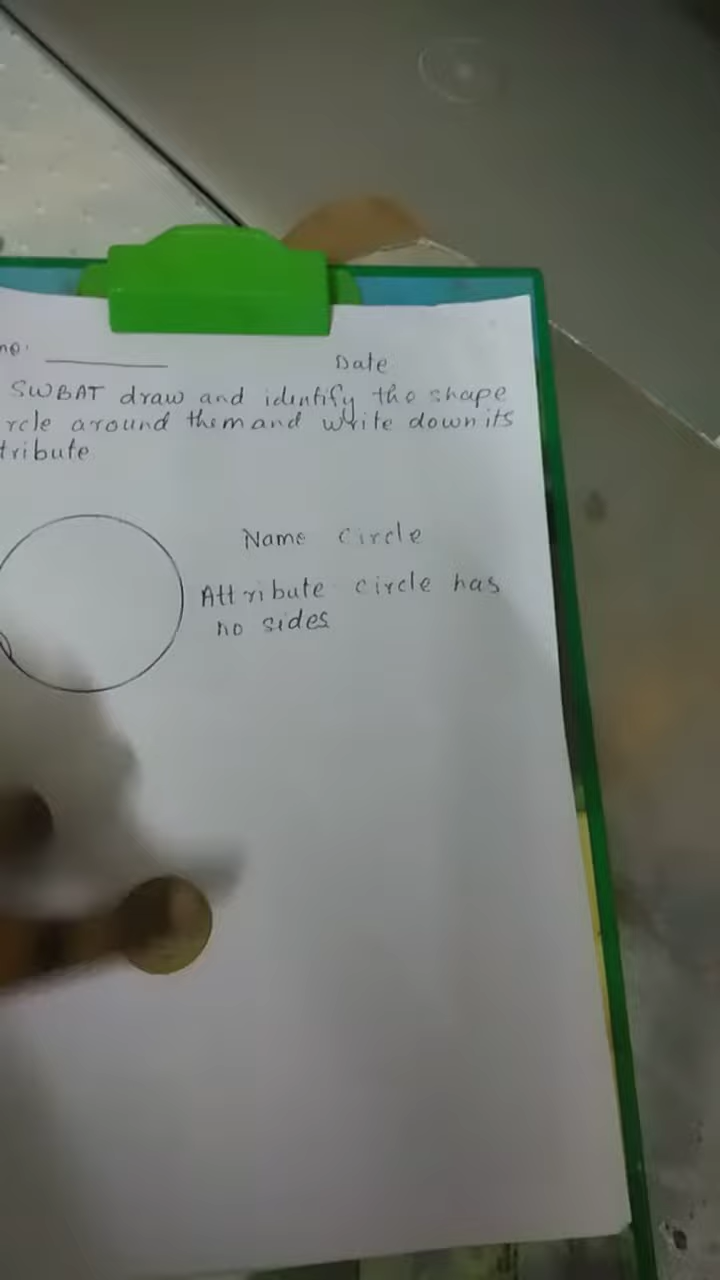 no. Date
SWBAT draw and identify the shape
rcle around them and write down its
tribute
Name circle
Attribute circle has
no sides